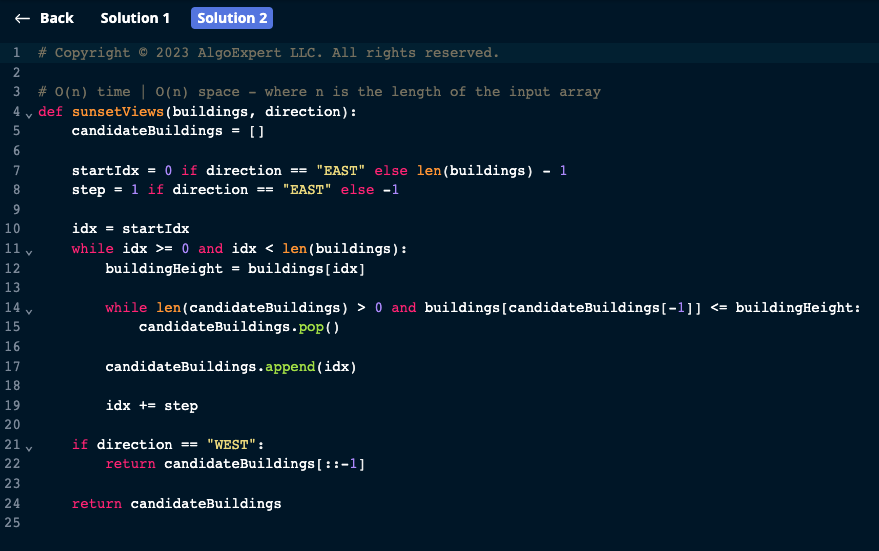 ← Back Solution 1 Solution 2
1 # Copyright © 2023 AlgoExpert LLC. All rights reserved.
2
3 # O(n) time | O(n) space - where n is the length of the input array
4 def sunsetViews(buildings, direction):
5     candidateBuildings = []
6
7     startIdx = 0 if direction == "EAST" else len(buildings) - 1
8     step = 1 if direction == "EAST" else -1
9
10     idx = startIdx
11     while idx >= 0 and idx < len(buildings):
12         buildingHeight = buildings[idx]
13
14         while len(candidateBuildings) > 0 and buildings[candidateBuildings[-1]] <= buildingHeight:
15             candidateBuildings.pop()
16
17         candidateBuildings.append(idx)
18
19         idx += step
20
21     if direction == "WEST":
22         return candidateBuildings[::-1]
23
24     return candidateBuildings
25